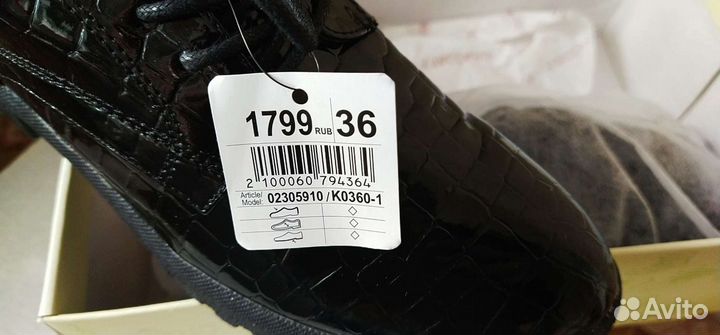 1799 RUB 36
2 100060 794364
Article/
Model: 02305910/K0360-1
Avito